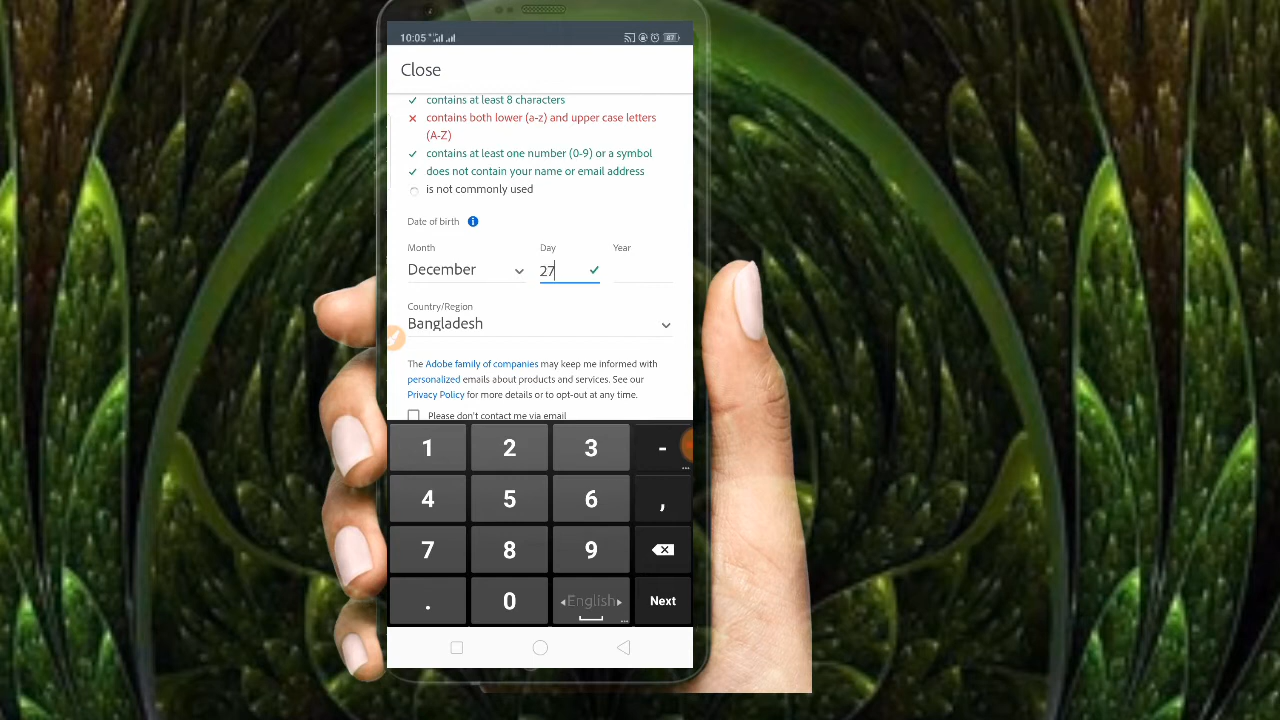 10:05
87
Close
contains at least 8 characters
contains both lower (a-z) and upper case letters
(A-Z)
contains at least one number (0-9) or a symbol
does not contain your name or email address
is not commonly used
Date of birth
Month Day Year
December 27
Country/Region
Bangladesh
The Adobe family of companies may keep me informed with
personalized emails about products and services. See our
Privacy Policy for more details or to opt-out at any time.
Please don't contact me via email
1 2 3 -
4 5 6 ,
7 8 9
. 0 English Next